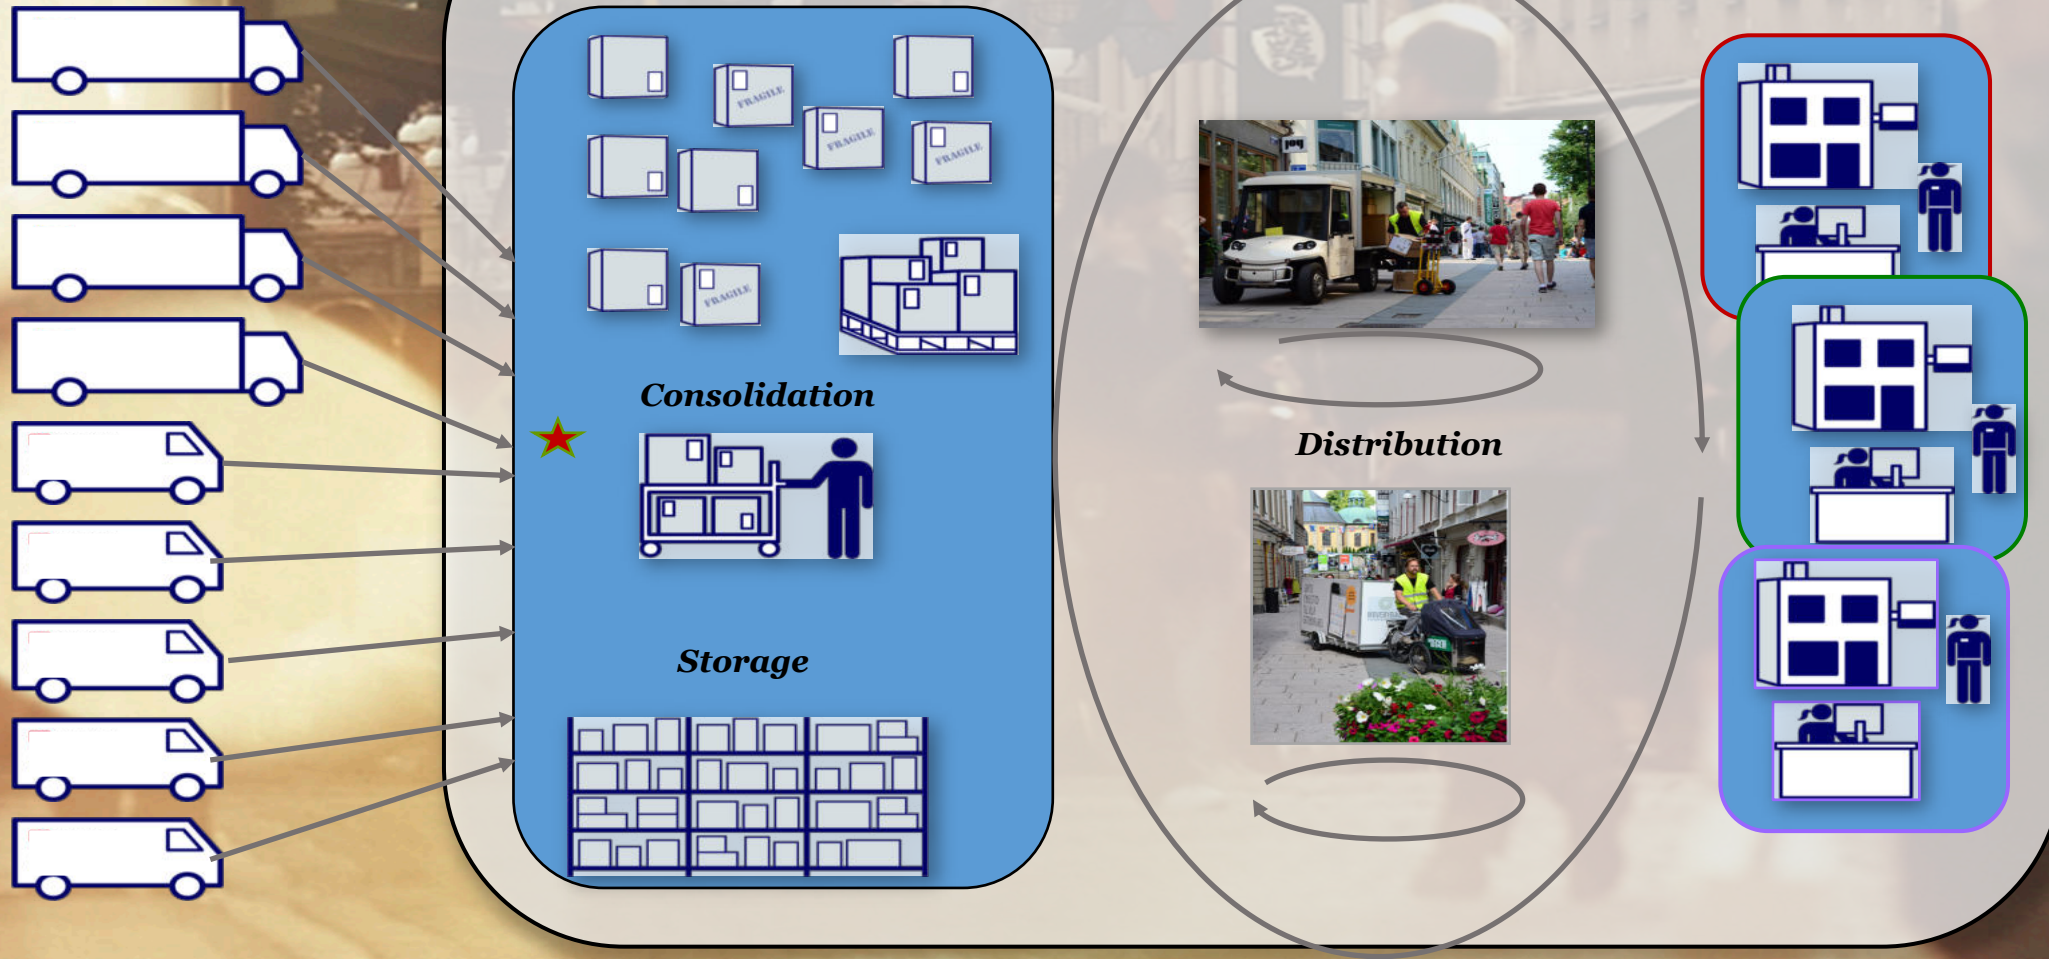 FRAGILE
FRAGILE
FRAGILE
FRAGILE
Consolidation
Distribution
Storage